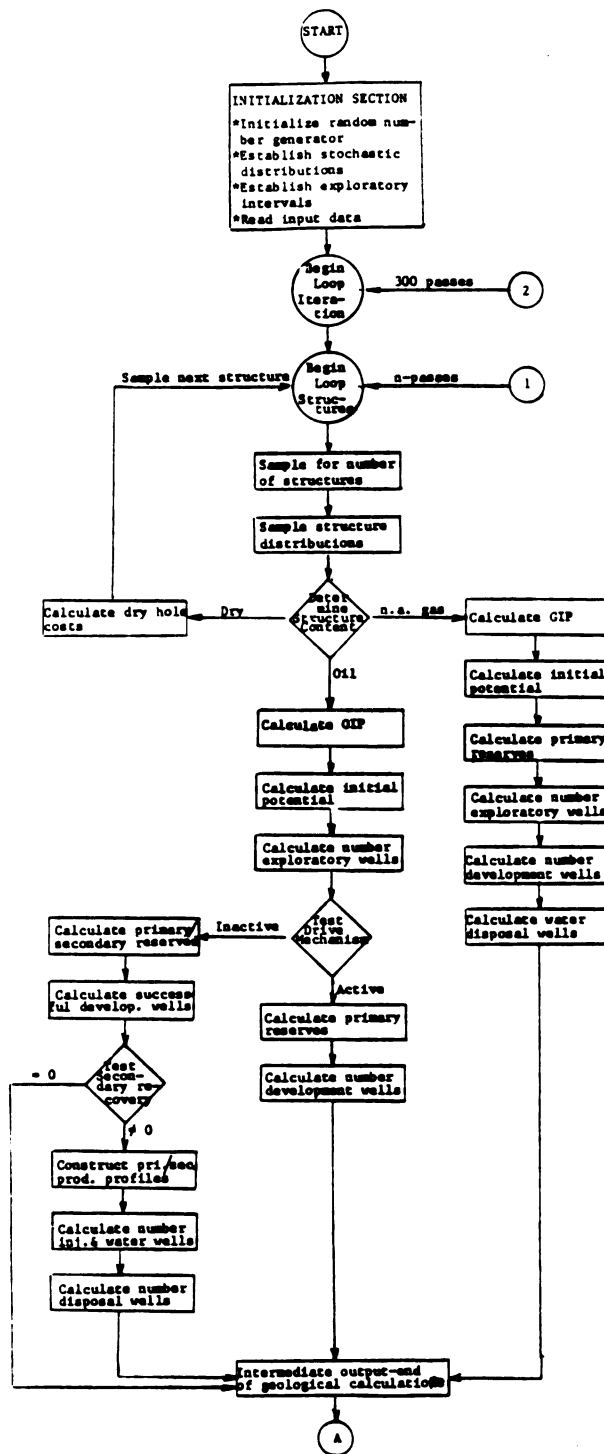 START
INITIALIZATION SECTION
*Initialize random num-
ber generator
*Establish stochastic
distributions
*Establish exploratory
intervals
*Read input data
Begin
Loop
Itera-
tion
300 passes
2
Begin
Loop
Struc-
tures
Sample next structure
n-passes
1
Sample for number
of structures
Sample structure
distributions
Deter
mine
Structure
Content
Dry
n.a. gas
Oil
Calculate dry hole
costs
Calculate GIP
Calculate initial
potential
Calculate primary
reserves
Calculate number
exploratory wells
Calculate number
development wells
Calculate water
disposal wells
Calculate OIP
Calculate initial
potential
Calculate number
exploratory wells
Test
Drive
Mechanism
Inactive
Active
Calculate primary/
secondary reserves
Calculate success
ful develop. wells
Test
Secon-
dary re-
covery
= 0
≠ 0
Construct pri/sec
prod. profiles
Calculate number
inj.& water wells
Calculate number
disposal wells
Calculate primary
reserves
Calculate number
development wells
Intermediate output-end
of geological calculations
A